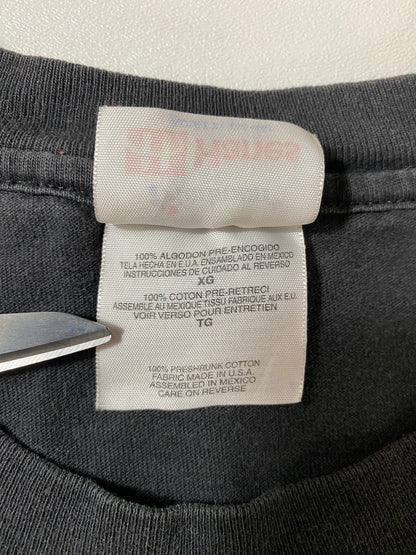 Hanes
100% ALGODON PRE-ENCOGIDO
TELA HECHA EN E.U.A. ENSAMBLADO EN MEXICO
INSTRUCCIONES DE CUIDADO AL REVERSO
XG
100% COTON PRE-RETRECI
ASSEMBLE AU MEXIQUE TISSU FABRIQUE AUX E.U.
VOIR VERSO POUR ENTRETIEN
TG
100% PRESHRUNK COTTON
FABRIC MADE IN U.S.A.
ASSEMBLED IN MEXICO
CARE ON REVERSE